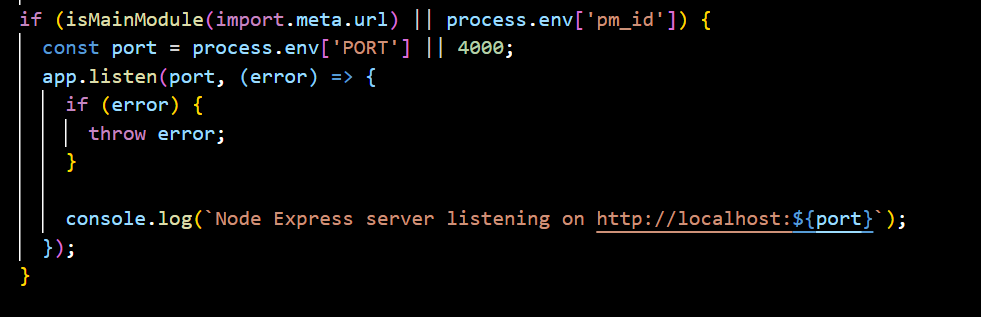 if (isMainModule(import.meta.url) || process.env['pm_id']) {
  const port = process.env['PORT'] || 4000;
  app.listen(port, (error) => {
    if (error) {
      throw error;
    }

    console.log(`Node Express server listening on http://localhost:${port}`);
  });
}